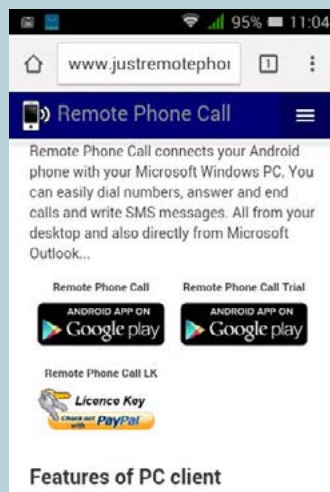 95% 11:04
www.justremotephor
1
Remote Phone Call
Remote Phone Call connects your Android
phone with your Microsoft Windows PC. You
can easily dial numbers, answer and end
calls and write SMS messages. All from your
desktop and also directly from Microsoft
Outlook...
Remote Phone Call Remote Phone Call Trial
ANDROID APP ON ANDROID APP ON
Google play Google play
Remote Phone Call LK
Licence Key
Check out
with PayPal
Features of PC client